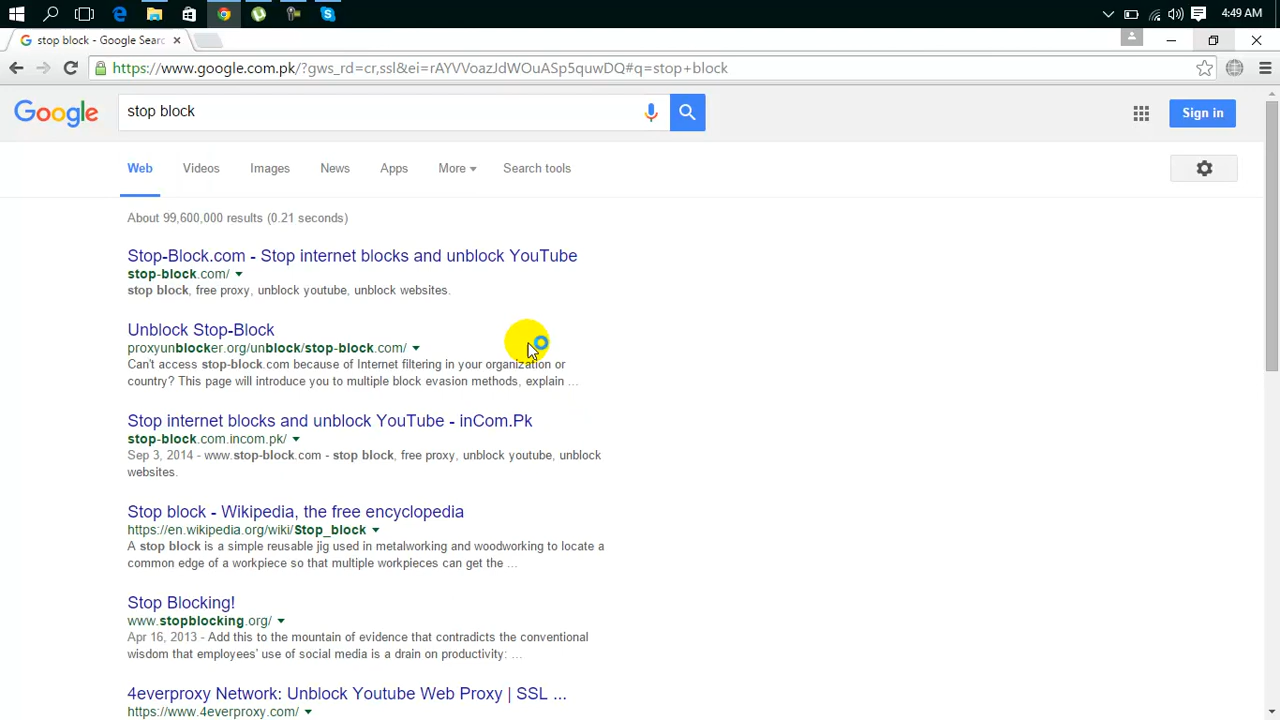 4:49 AM
stop block - Google Searc
https://www.google.com.pk/?gws_rd=cr,ssl&ei=rAYVVoazJdWOuASp5quwDQ#q=stop+block
Google stop block Sign in
Web Videos Images News Apps More Search tools
About 99,600,000 results (0.21 seconds)
Stop-Block.com - Stop internet blocks and unblock YouTube
stop-block.com/
stop block, free proxy, unblock youtube, unblock websites.
Unblock Stop-Block
proxyunblocker.org/unblock/stop-block.com/
Can't access stop-block.com because of Internet filtering in your organization or
country? This page will introduce you to multiple block evasion methods, explain ...
Stop internet blocks and unblock YouTube - inCom.Pk
stop-block.com.incom.pk/
Sep 3, 2014 - www.stop-block.com - stop block, free proxy, unblock youtube, unblock
websites.
Stop block - Wikipedia, the free encyclopedia
https://en.wikipedia.org/wiki/Stop_block
A stop block is a simple reusable jig used in metalworking and woodworking to locate a
common edge of a workpiece so that multiple workpieces can get the ...
Stop Blocking!
www.stopblocking.org/
Apr 16, 2013 - Add this to the mountain of evidence that contradicts the conventional
wisdom that employees' use of social media is a drain on productivity: ...
4everproxy Network: Unblock Youtube Web Proxy | SSL ...
https://www.4everproxy.com/